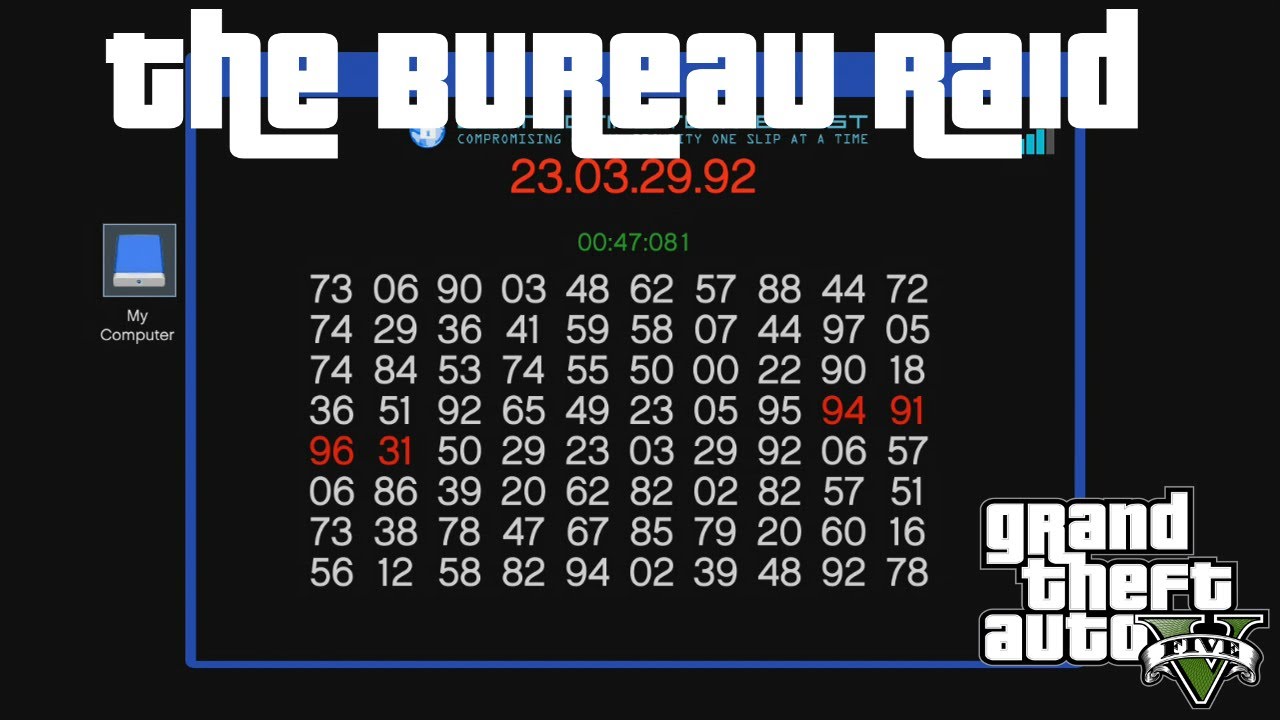 the Bureau Raid
COMPROMISING ONE SLIP AT A TIME
23.03.29.92
00:47:081
My
Computer
73 06 90 03 48 62 57 88 44 72
74 29 36 41 59 58 07 44 97 05
74 84 53 74 55 50 00 22 90 18
36 51 92 65 49 23 05 95 94 91
96 31 50 29 23 03 29 92 06 57
06 86 39 20 62 82 02 82 57 51
73 38 78 47 67 85 79 20 60 16
56 12 58 82 94 02 39 48 92 78
grand
theft
auto
V
FIVE